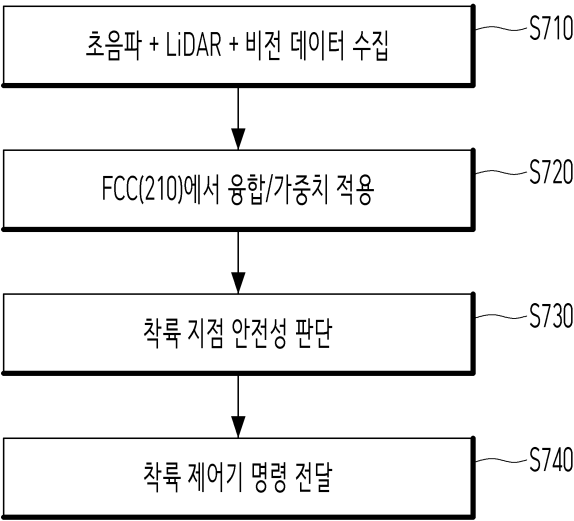 초음파 + LiDAR + 비전 데이터 수집
S710
FCC(210)에서 융합/가중치 적용
S720
착륙 지점 안전성 판단
S730
착륙 제어기 명령 전달
S740